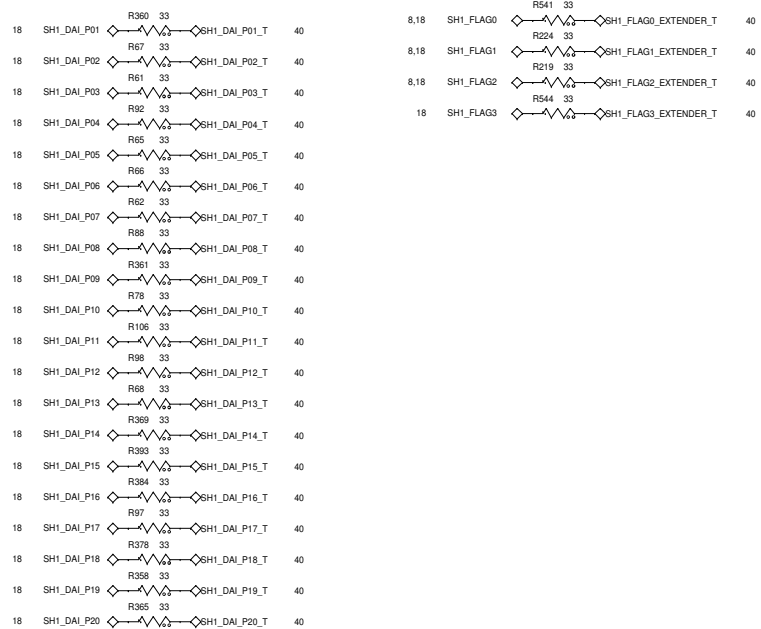 R360 33
18 SH1_DAI_P01 SH1_DAI_P01_T 40
R67 33
18 SH1_DAI_P02 SH1_DAI_P02_T 40
R61 33
18 SH1_DAI_P03 SH1_DAI_P03_T 40
R92 33
18 SH1_DAI_P04 SH1_DAI_P04_T 40
R65 33
18 SH1_DAI_P05 SH1_DAI_P05_T 40
R66 33
18 SH1_DAI_P06 SH1_DAI_P06_T 40
R62 33
18 SH1_DAI_P07 SH1_DAI_P07_T 40
R88 33
18 SH1_DAI_P08 SH1_DAI_P08_T 40
R361 33
18 SH1_DAI_P09 SH1_DAI_P09_T 40
R78 33
18 SH1_DAI_P10 SH1_DAI_P10_T 40
R106 33
18 SH1_DAI_P11 SH1_DAI_P11_T 40
R98 33
18 SH1_DAI_P12 SH1_DAI_P12_T 40
R68 33
18 SH1_DAI_P13 SH1_DAI_P13_T 40
R369 33
18 SH1_DAI_P14 SH1_DAI_P14_T 40
R393 33
18 SH1_DAI_P15 SH1_DAI_P15_T 40
R384 33
18 SH1_DAI_P16 SH1_DAI_P16_T 40
R97 33
18 SH1_DAI_P17 SH1_DAI_P17_T 40
R378 33
18 SH1_DAI_P18 SH1_DAI_P18_T 40
R358 33
18 SH1_DAI_P19 SH1_DAI_P19_T 40
R365 33
18 SH1_DAI_P20 SH1_DAI_P20_T 40
R541 33
8,18 SH1_FLAG0 SH1_FLAG0_EXTENDER_T 40
R224 33
8,18 SH1_FLAG1 SH1_FLAG1_EXTENDER_T 40
R219 33
8,18 SH1_FLAG2 SH1_FLAG2_EXTENDER_T 40
R544 33
18 SH1_FLAG3 SH1_FLAG3_EXTENDER_T 40